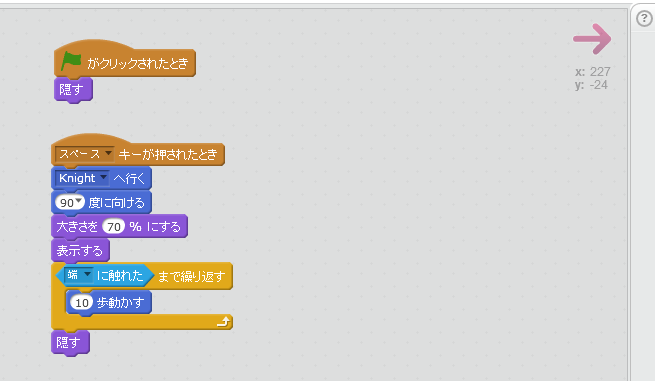 がクリックされたとき
隠す
x: 227
y: -24
スペース キーが押されたとき
Knight へ行く
90 度に向ける
大きさを 70 % にする
表示する
端 に触れた まで繰り返す
10 歩動かす
隠す
?